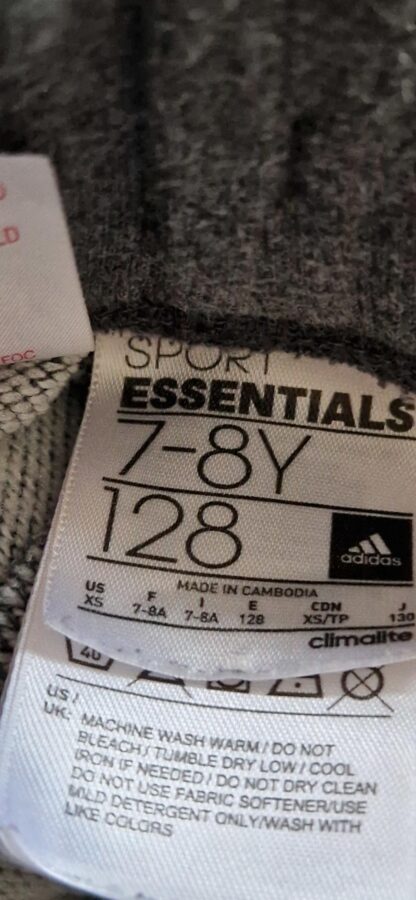 LD
FOC
SPORT
ESSENTIALS
7-8Y
128
adidas
MADE IN CAMBODIA
US F I E CDN J
XS 7-8A 7-8A 128 XS/TP 130
climalite
40
US /
UK: MACHINE WASH WARM / DO NOT
BLEACH / TUMBLE DRY LOW / COOL
IRON IF NEEDED / DO NOT DRY CLEAN
DO NOT USE FABRIC SOFTENER/USE
MILD DETERGENT ONLY/WASH WITH
LIKE COLORS